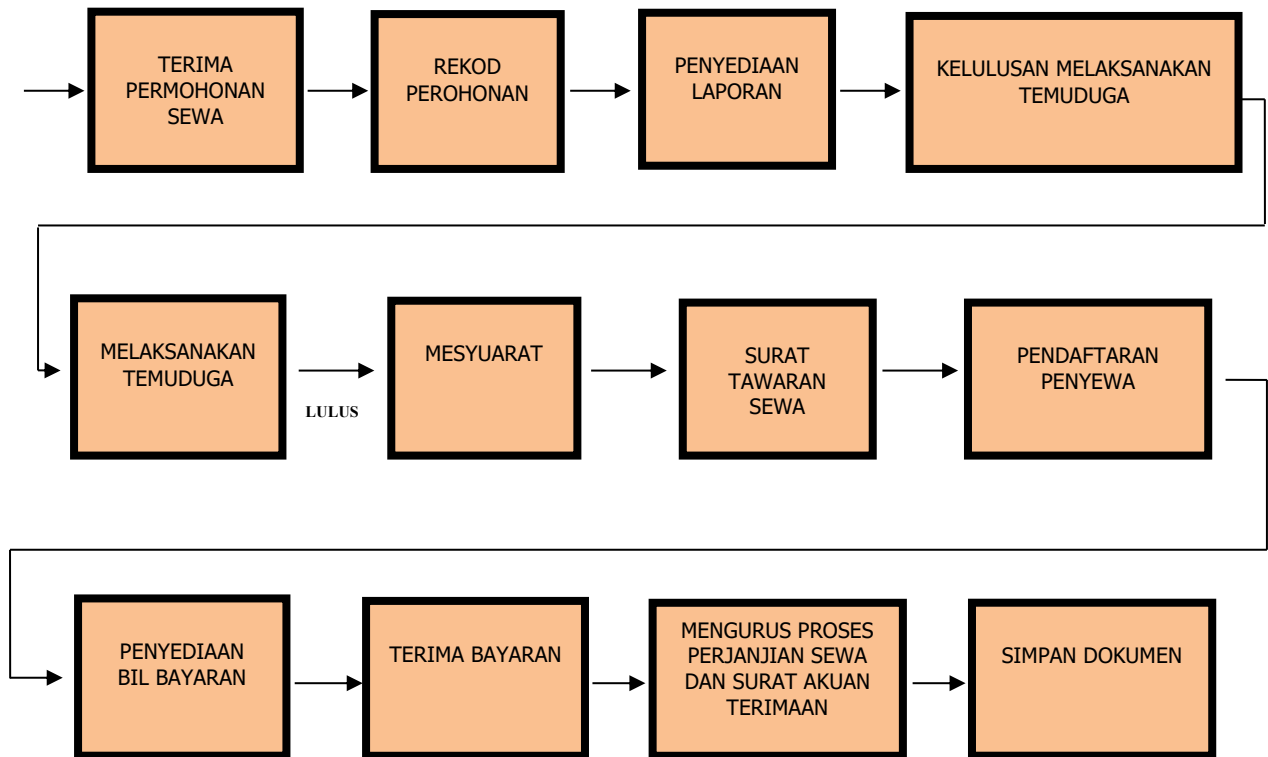 TERIMA
PERMOHONAN
SEWA
REKOD
PEROHONAN
PENYEDIAAN
LAPORAN
KELULUSAN MELAKSANAKAN
TEMUDUGA
MELAKSANAKAN
TEMUDUGA
LULUS
MESYUARAT
SURAT
TAWARAN
SEWA
PENDAFTARAN
PENYEWA
PENYEDIAAN
BIL BAYARAN
TERIMA BAYARAN
MENGURUS PROSES
PERJANJIAN SEWA
DAN SURAT AKUAN
TERIMAAN
SIMPAN DOKUMEN